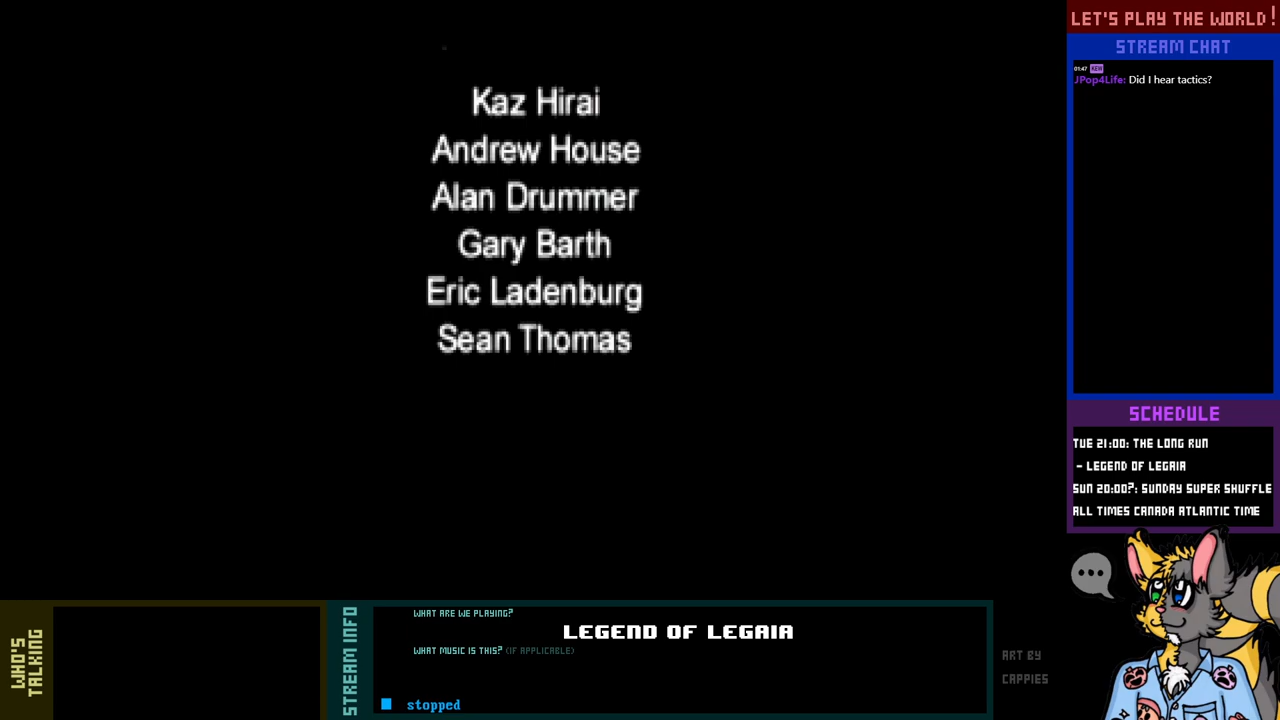 Kaz Hirai
Andrew House
Alan Drummer
Gary Barth
Eric Ladenburg
Sean Thomas
LET'S PLAY THE WORLD!
STREAM CHAT
01:47 NEW
JPop4Life: Did I hear tactics?
SCHEDULE
TUE 21:00: THE LONG RUN
- LEGEND OF LEGAIA
SUN 20:00?: SUNDAY SUPER SHUFFLE
ALL TIMES CANADA ATLANTIC TIME
WHO'S
TALKING
STREAM INFO
WHAT ARE WE PLAYING?
LEGEND OF LEGAIA
WHAT MUSIC IS THIS? (IF APPLICABLE)
stopped
ART BY
CAPPIES